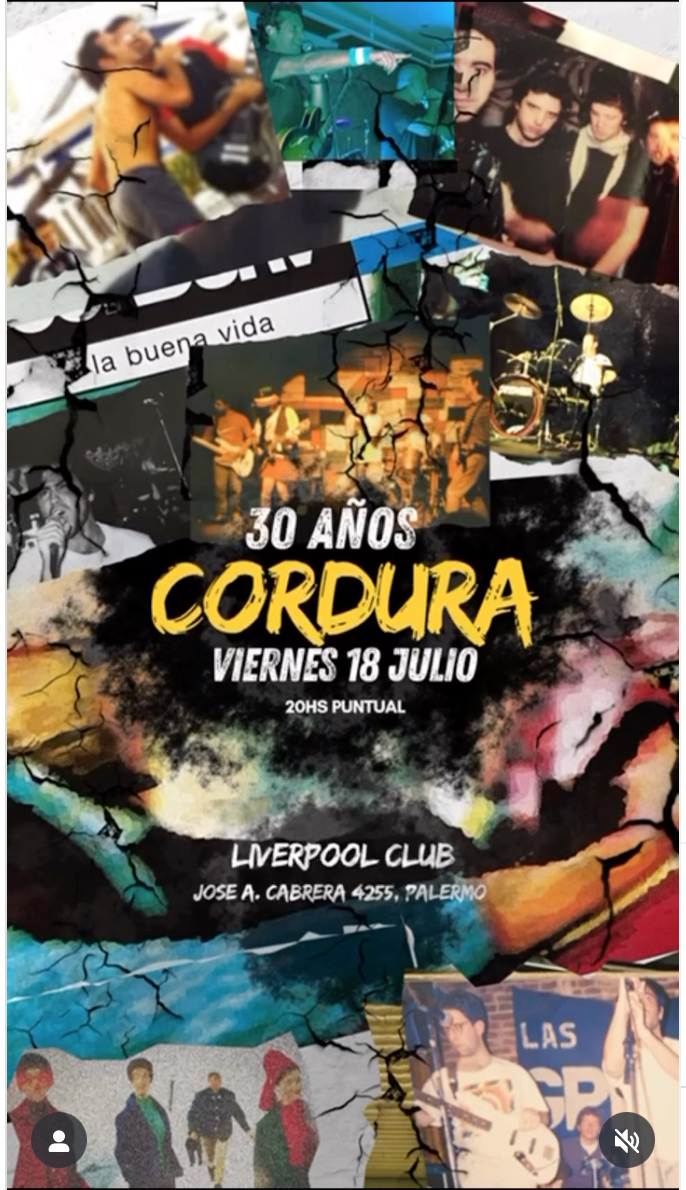 la buena vida
30 AÑOS
CORDURA
VIERNES 18 JULIO
20HS PUNTUAL
LIVERPOOL CLUB
JOSE A. CABRERA 4255, PALERMO
LAS